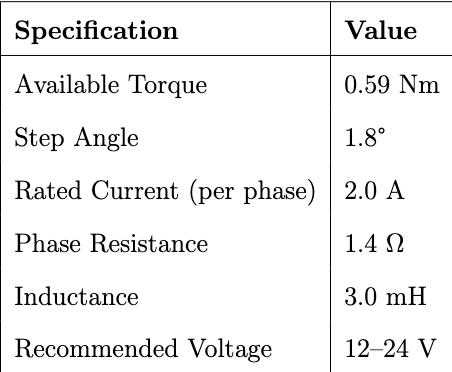 Specification Value
Available Torque 0.59 Nm
Step Angle 1.8°
Rated Current (per phase) 2.0 A
Phase Resistance 1.4 Ω
Inductance 3.0 mH
Recommended Voltage 12–24 V